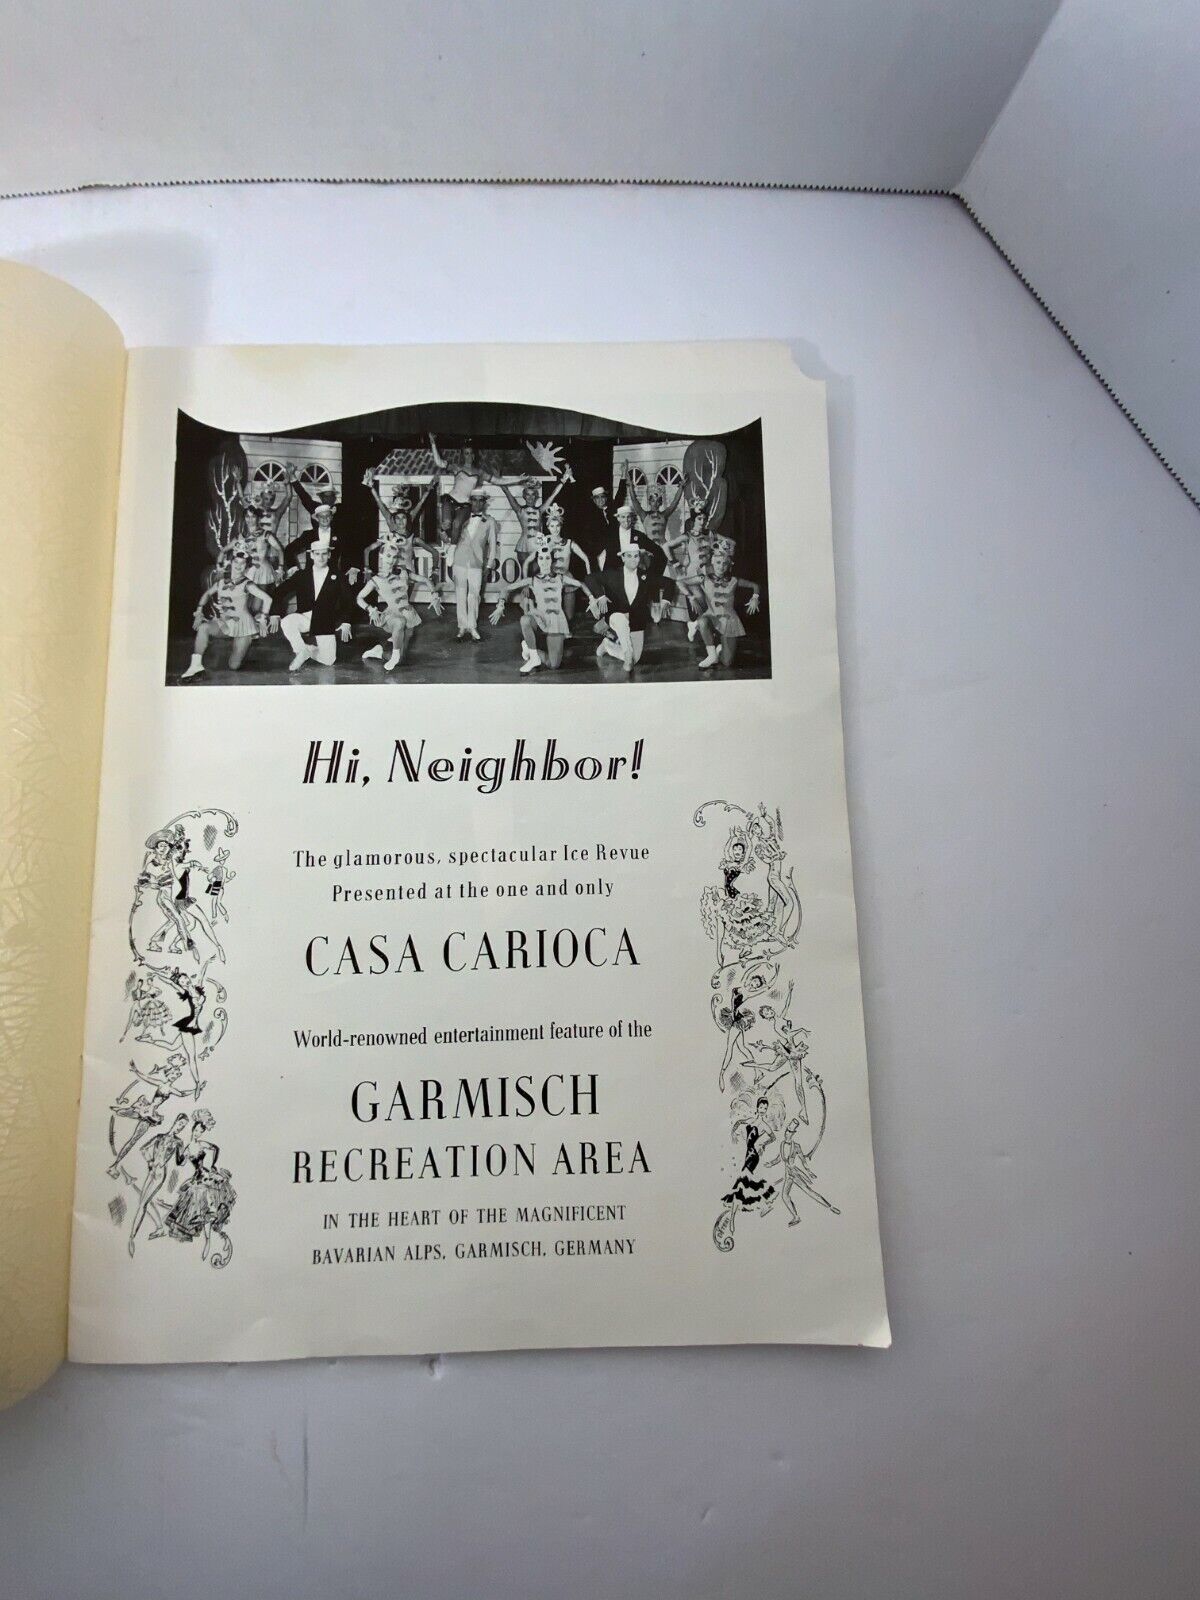 Hi, Neighbor!
The glamorous, spectacular Ice Revue
Presented at the one and only
CASA CARIOCA
World-renowned entertainment feature of the
GARMISCH
RECREATION AREA
IN THE HEART OF THE MAGNIFICENT
BAVARIAN ALPS, GARMISCH, GERMANY